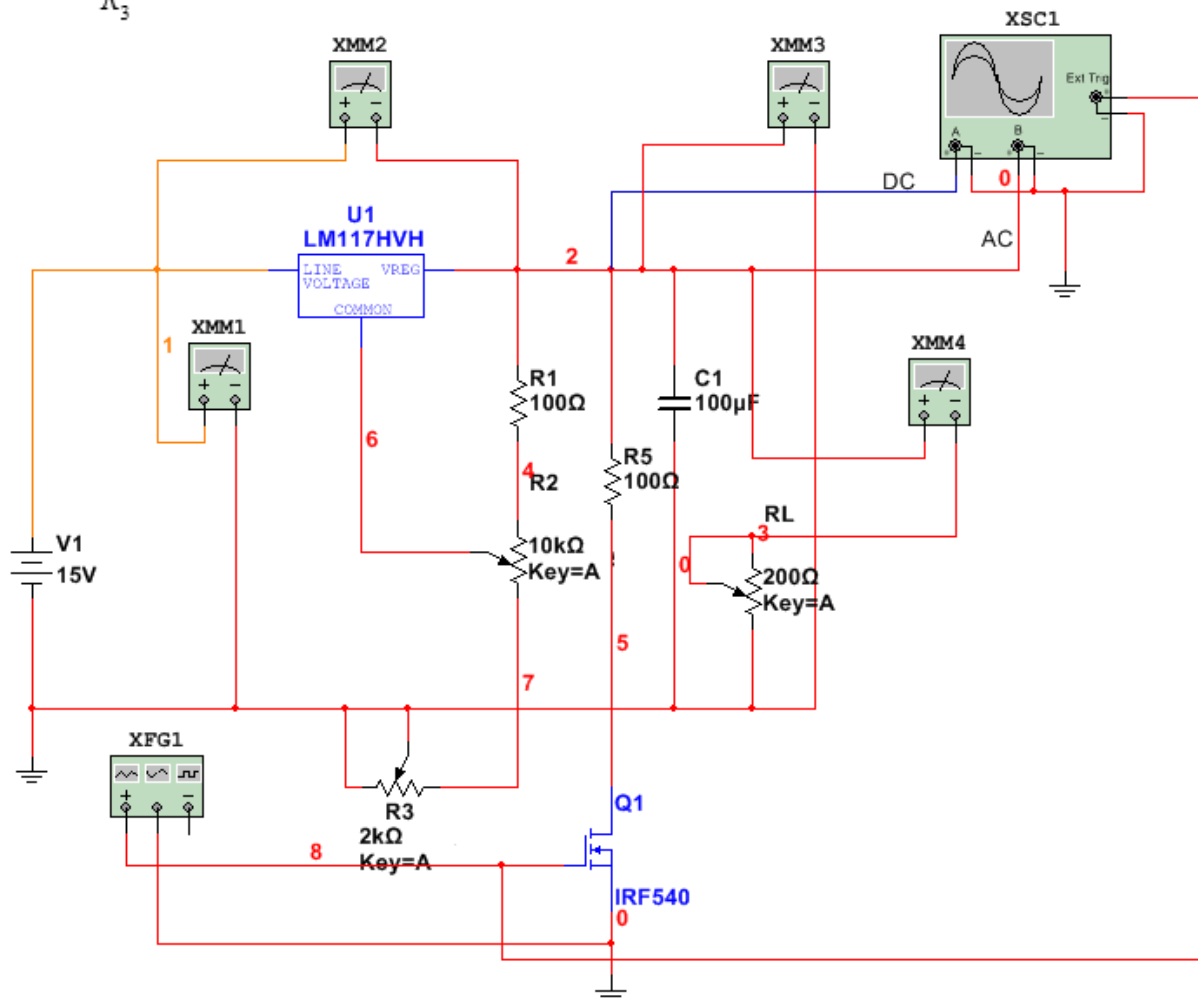 R3
XSC1
XMM2
XMM3
Ext Trig
+ −
+ −
A
B
DC
0
U1
LM117HVH
AC
LINE VREG
2
VOLTAGE
COMMON
XMM1
1
XMM4
+ −
+ −
R1
100Ω
C1
100µF
6
4
R2
R5
100Ω
RL
3
V1
15V
10kΩ
Key=A
0
200Ω
Key=A
5
7
XFG1
+ −
R3
2kΩ
Key=A
8
Q1
IRF540
0